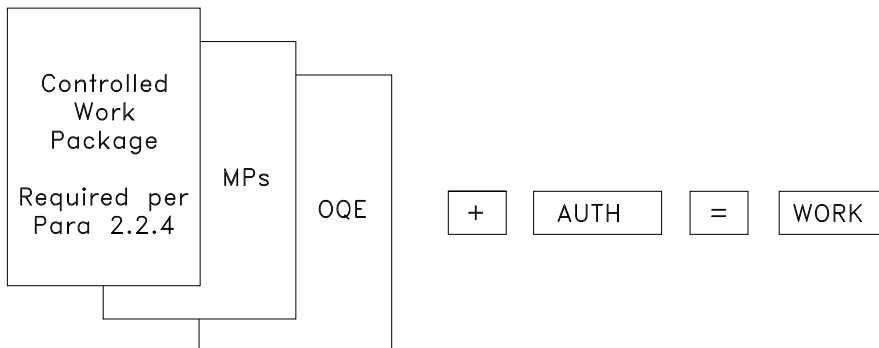 Controlled
Work
Package
Required per
Para 2.2.4
MPs
OQE
+
AUTH
=
WORK